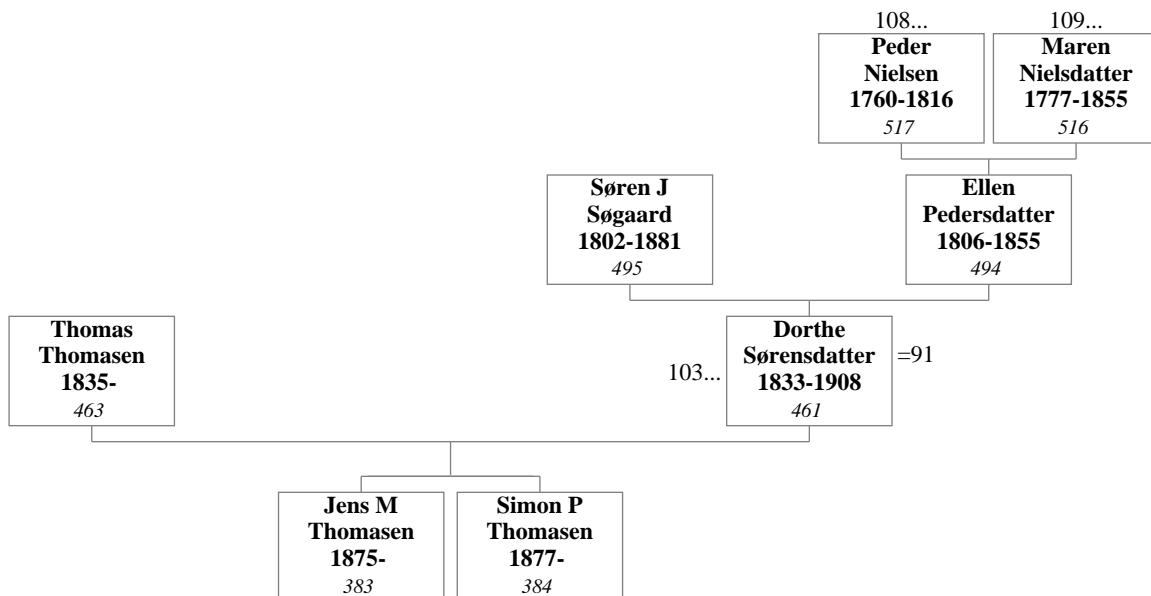 108...
109...
Peder
Nielsen
1760-1816
517
Maren
Nielsdatter
1777-1855
516
Søren J
Søgaard
1802-1881
495
Ellen
Pedersdatter
1806-1855
494
Thomas
Thomasen
1835-
463
103...
Dorthe
Sørensdatter
1833-1908
461
=91
Jens M
Thomasen
1875-
383
Simon P
Thomasen
1877-
384